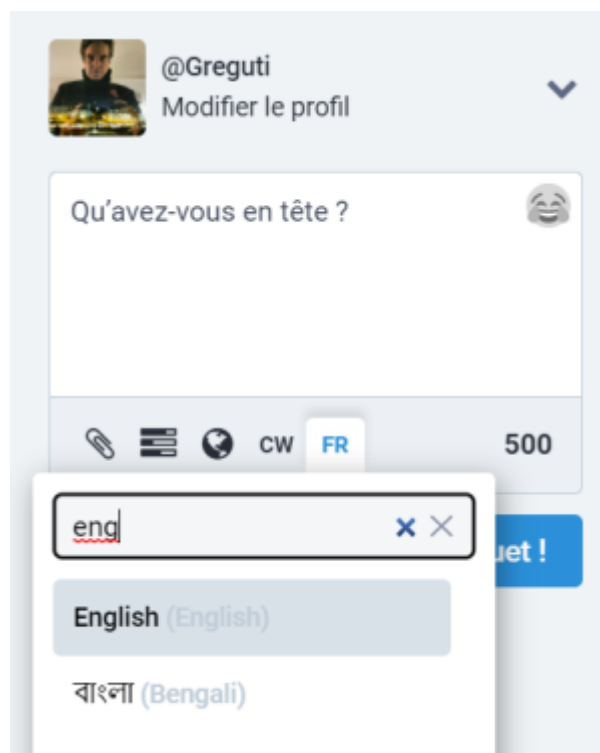 @Greguti
Modifier le profil
Qu’avez-vous en tête ?
CW FR 500
eng
uet !
English (English)
বাংলা (Bengali)